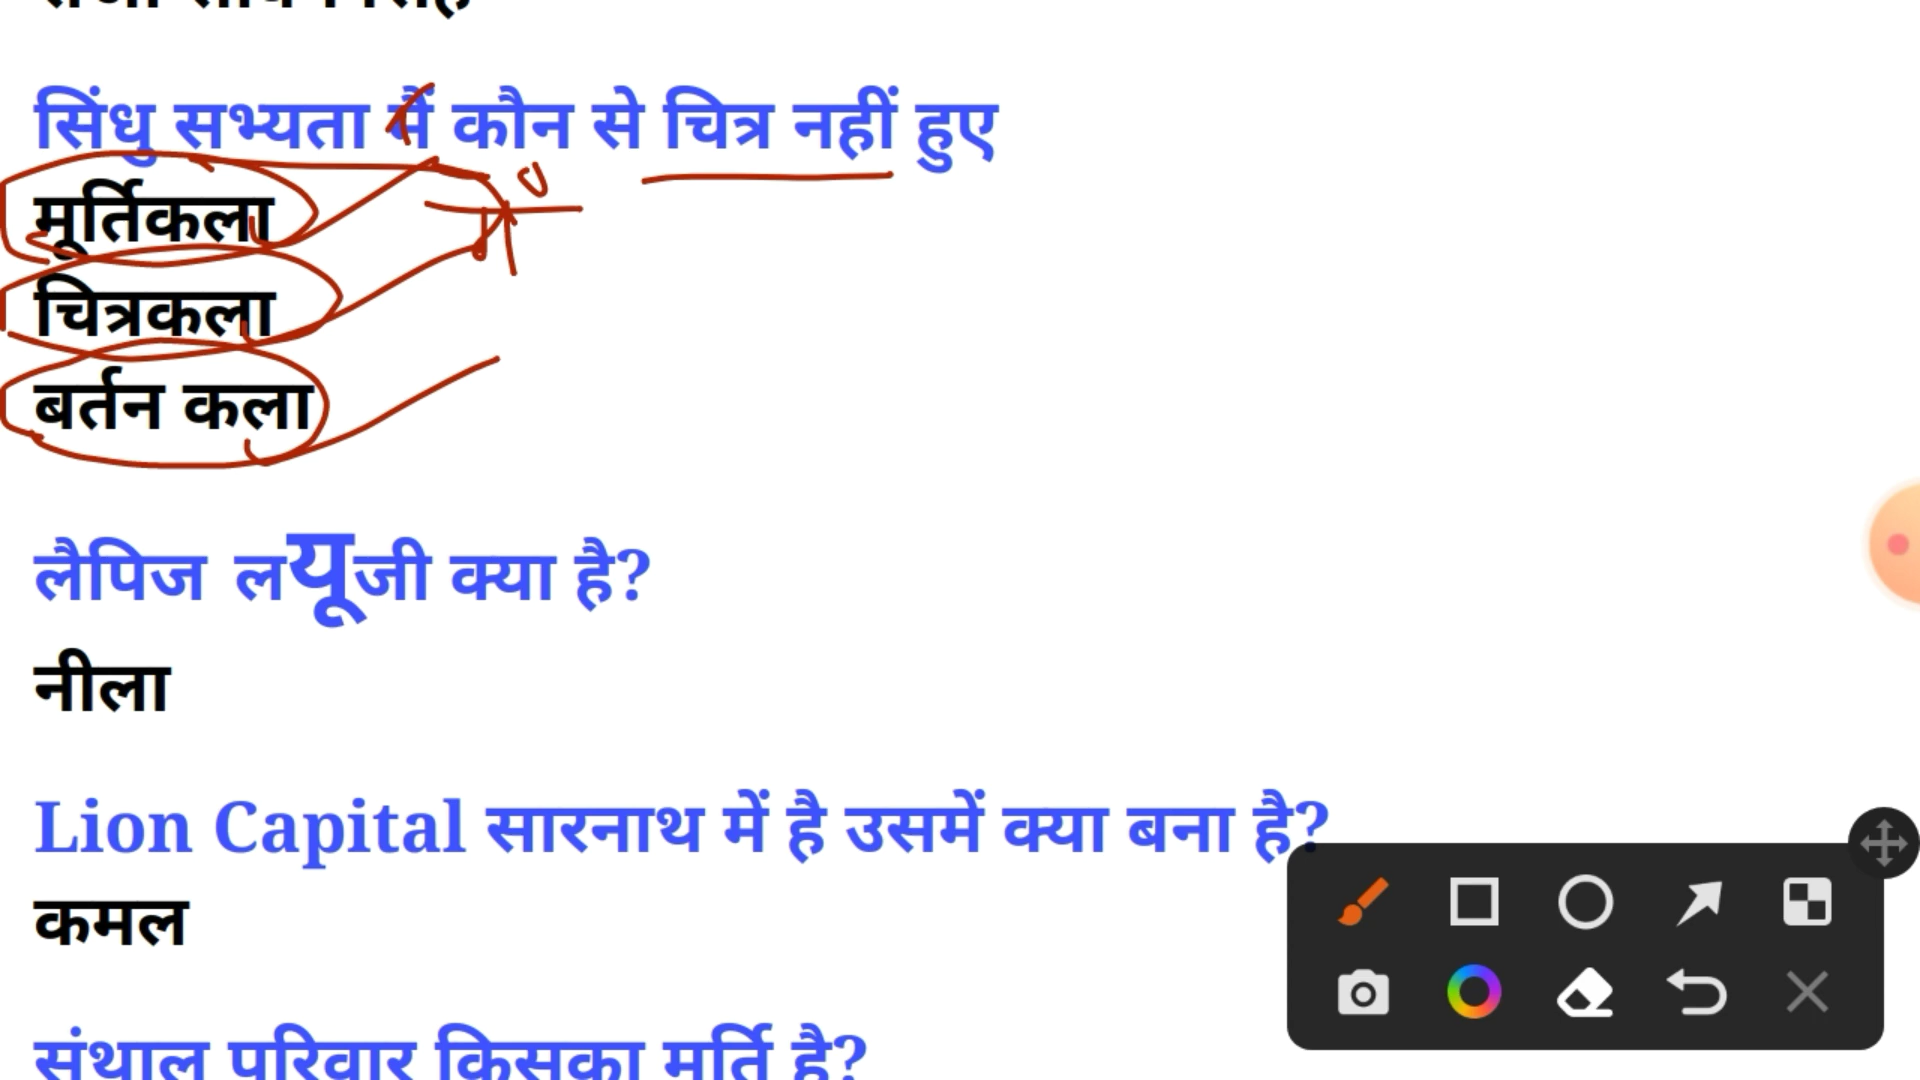 सिंधु सभ्यता मैं कौन से चित्र नहीं हुए
मूर्तिकला
चित्रकला
बर्तन कला
लैपिज लयूजी क्या है?
नीला
Lion Capital सारनाथ में है उसमें क्या बना है?
कमल
संथाल परिवार किसका मूर्ति है?